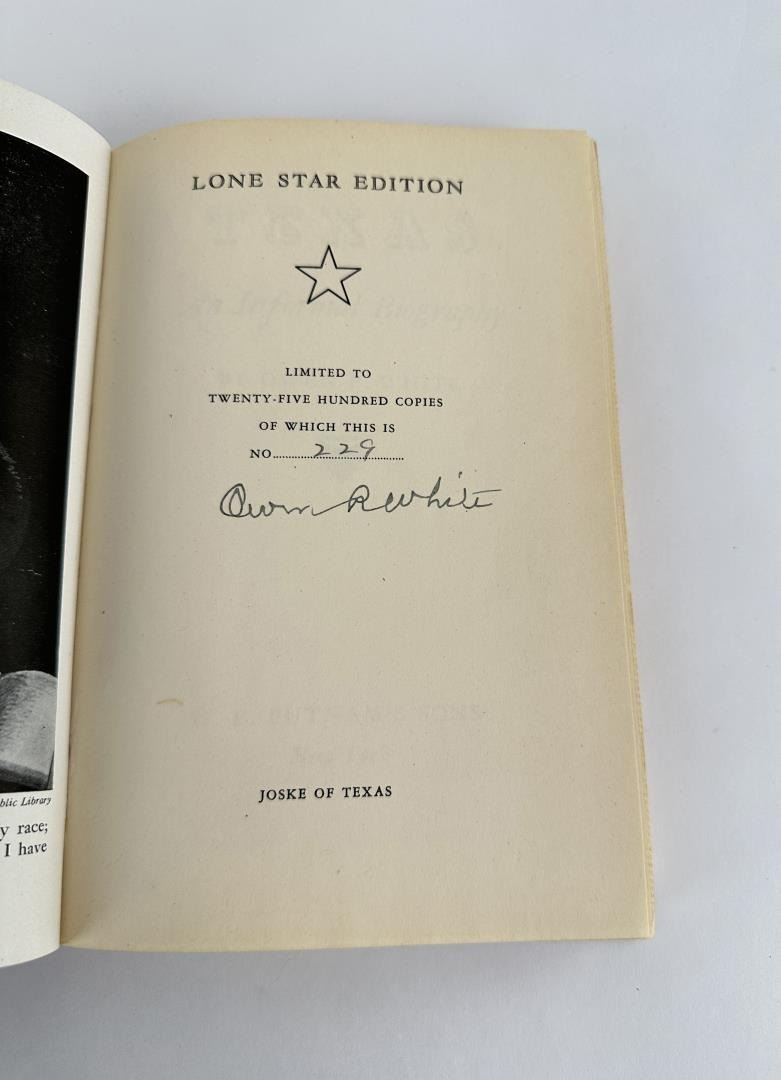 LONE STAR EDITION
LIMITED TO
TWENTY-FIVE HUNDRED COPIES
OF WHICH THIS IS
NO. 229
Owen P White
JOSKE OF TEXAS
blic Library
y race;
I have